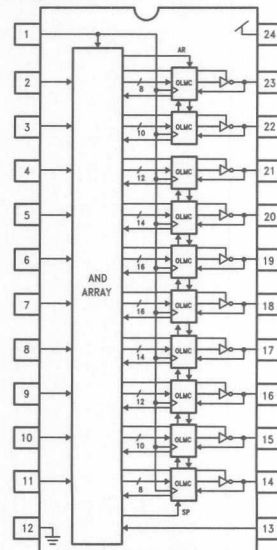 1 24
AR
2 8 OLMC 23
3 10 OLMC 22
4 12 OLMC 21
5 14 OLMC 20
6 16 OLMC 19
AND
ARRAY
7 16 OLMC 18
8 14 OLMC 17
9 12 OLMC 16
10 10 OLMC 15
11 8 OLMC 14
SP
12 13